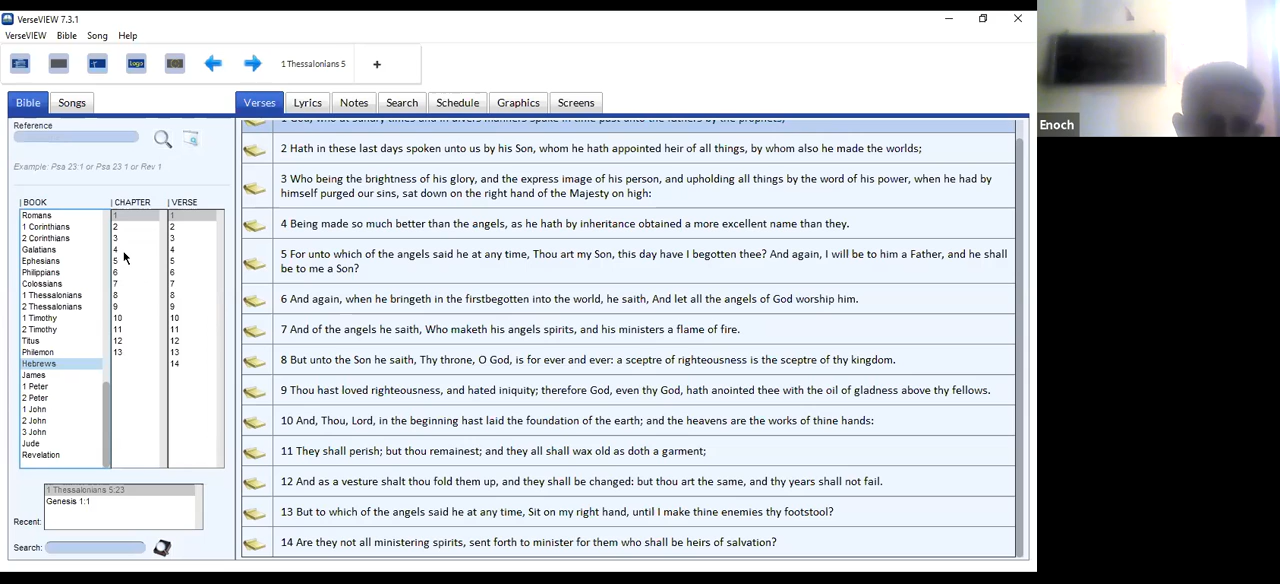 VerseVIEW 7.3.1
VerseVIEW Bible Song Help
Logo
1 Thessalonians 5 +
Bible Songs
Verses Lyrics Notes Search Schedule Graphics Screens
Reference
Example: Psa 23:1 or Psa 23 1 or Rev 1
|BOOK |CHAPTER |VERSE
Romans 1 1
1 Corinthians 2 2
2 Corinthians 3 3
Galatians 4 4
Ephesians 5 5
Philippians 6 6
Colossians 7 7
1 Thessalonians 8 8
2 Thessalonians 9 9
1 Timothy 10 10
2 Timothy 11 11
Titus 12 12
Philemon 13 13
Hebrews 14
James
1 Peter
2 Peter
1 John
2 John
3 John
Jude
Revelation
1 Thessalonians 5:23
Genesis 1:1
Recent:
Search:
1 God, who at sundry times and in divers manners spake in time past unto the fathers by the prophets,
2 Hath in these last days spoken unto us by his Son, whom he hath appointed heir of all things, by whom also he made the worlds;
3 Who being the brightness of his glory, and the express image of his person, and upholding all things by the word of his power, when he had by
himself purged our sins, sat down on the right hand of the Majesty on high:
4 Being made so much better than the angels, as he hath by inheritance obtained a more excellent name than they.
5 For unto which of the angels said he at any time, Thou art my Son, this day have I begotten thee? And again, I will be to him a Father, and he shall
be to me a Son?
6 And again, when he bringeth in the firstbegotten into the world, he saith, And let all the angels of God worship him.
7 And of the angels he saith, Who maketh his angels spirits, and his ministers a flame of fire.
8 But unto the Son he saith, Thy throne, O God, is for ever and ever: a sceptre of righteousness is the sceptre of thy kingdom.
9 Thou hast loved righteousness, and hated iniquity; therefore God, even thy God, hath anointed thee with the oil of gladness above thy fellows.
10 And, Thou, Lord, in the beginning hast laid the foundation of the earth; and the heavens are the works of thine hands:
11 They shall perish; but thou remainest; and they all shall wax old as doth a garment;
12 And as a vesture shalt thou fold them up, and they shall be changed: but thou art the same, and thy years shall not fail.
13 But to which of the angels said he at any time, Sit on my right hand, until I make thine enemies thy footstool?
14 Are they not all ministering spirits, sent forth to minister for them who shall be heirs of salvation?
Enoch